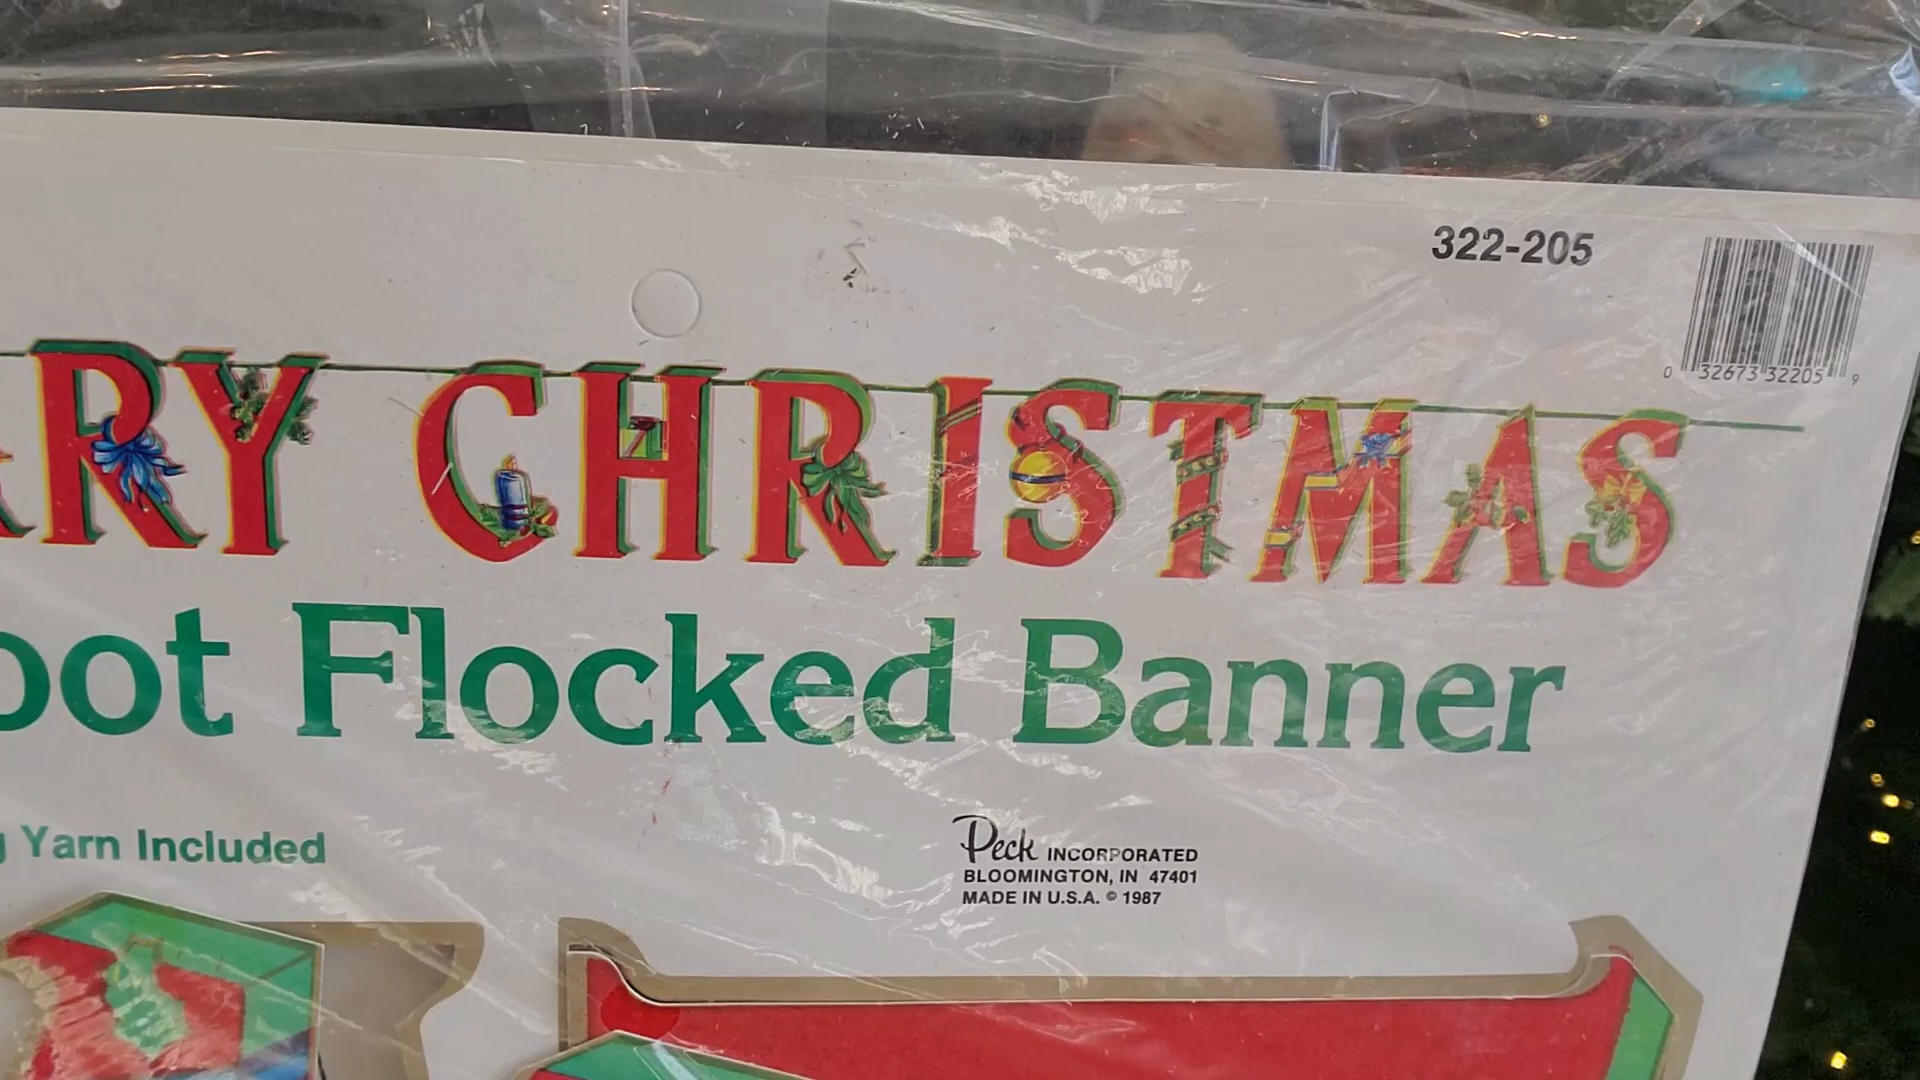 322-205
0 32673 32205 9
RRY CHRISTMAS
oot Flocked Banner
g Yarn Included
Peck INCORPORATED
BLOOMINGTON, IN 47401
MADE IN U.S.A. © 1987